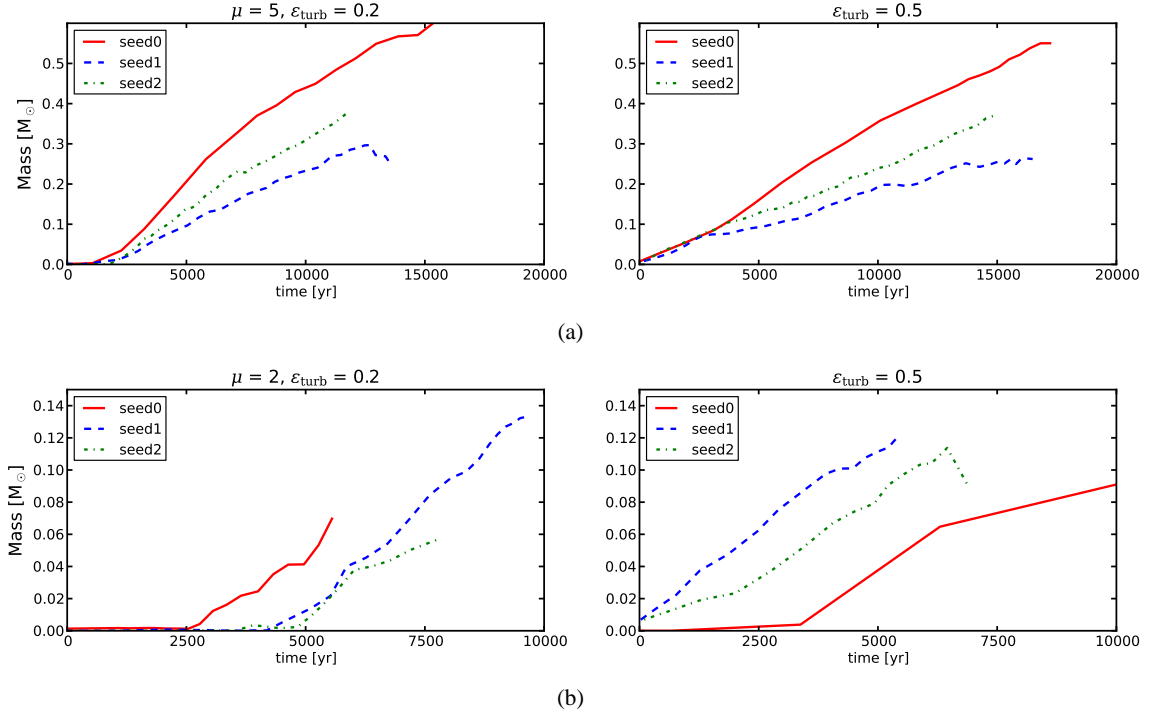 μ = 5, ε_turb = 0.2
seed0
seed1
seed2
Mass [M_⊙]
0.5
0.4
0.3
0.2
0.1
0.0
0 5000 10000 15000 20000
time [yr]
ε_turb = 0.5
seed0
seed1
seed2
0.5
0.4
0.3
0.2
0.1
0.0
0 5000 10000 15000 20000
time [yr]
(a)
μ = 2, ε_turb = 0.2
seed0
seed1
seed2
Mass [M_⊙]
0.14
0.12
0.10
0.08
0.06
0.04
0.02
0.00
0 2500 5000 7500 10000
time [yr]
ε_turb = 0.5
seed0
seed1
seed2
0.14
0.12
0.10
0.08
0.06
0.04
0.02
0.00
0 2500 5000 7500 10000
time [yr]
(b)